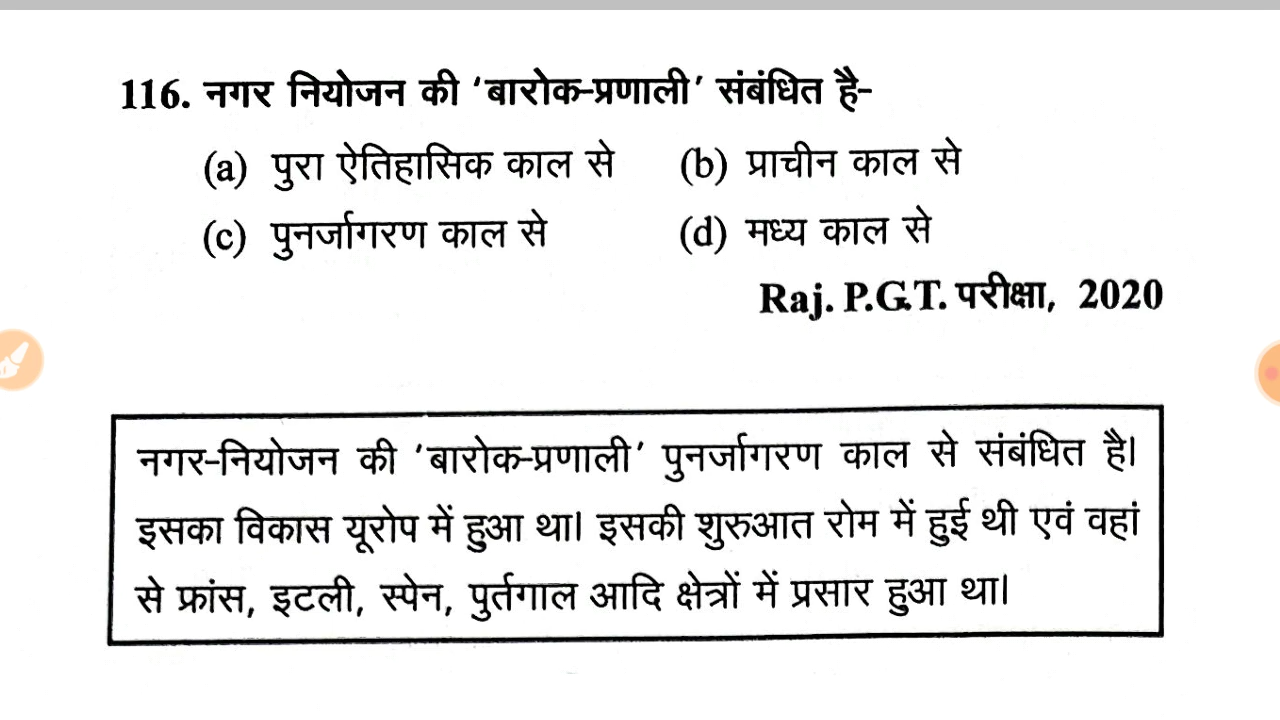 116. नगर नियोजन की ‘बारोक-प्रणाली’ संबंधित है-
(a) पुरा ऐतिहासिक काल से (b) प्राचीन काल से
(c) पुनर्जागरण काल से (d) मध्य काल से
Raj. P.G.T. परीक्षा, 2020
नगर-नियोजन की ‘बारोक-प्रणाली’ पुनर्जागरण काल से संबंधित है।
इसका विकास यूरोप में हुआ था। इसकी शुरुआत रोम में हुई थी एवं वहां
से फ्रांस, इटली, स्पेन, पुर्तगाल आदि क्षेत्रों में प्रसार हुआ था।